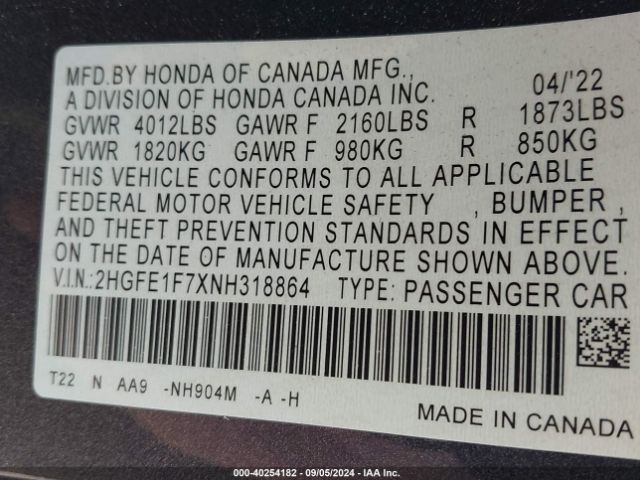 MFD.BY HONDA OF CANADA MFG., 04/'22
A DIVISION OF HONDA CANADA INC.
GVWR 4012LBS GAWR F 2160LBS R 1873LBS
GVWR 1820KG GAWR F 980KG R 850KG
THIS VEHICLE CONFORMS TO ALL APPLICABLE
FEDERAL MOTOR VEHICLE SAFETY , BUMPER ,
AND THEFT PREVENTION STANDARDS IN EFFECT
ON THE DATE OF MANUFACTURE SHOWN ABOVE.
V.I.N.:2HGFE1F7XNH318864 TYPE: PASSENGER CAR
T22 N AA9 -NH904M -A -H
MADE IN CANADA
000-40254182 - 09/05/2024 - IAA Inc.